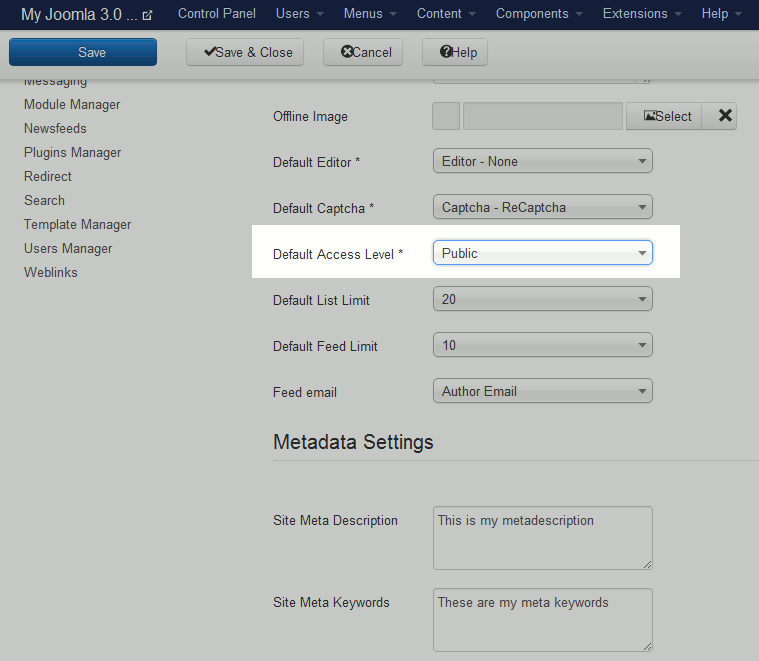 My Joomla 3.0 ... Control Panel Users Menus Content Components Extensions Help
Save Save & Close Cancel Help
Messaging
Module Manager
Newsfeeds
Plugins Manager
Redirect
Search
Template Manager
Users Manager
Weblinks
Offline Image Select
Default Editor * Editor - None
Default Captcha * Captcha - ReCaptcha
Default Access Level * Public
Default List Limit 20
Default Feed Limit 10
Feed email Author Email
Metadata Settings
Site Meta Description This is my metadescription
Site Meta Keywords These are my meta keywords